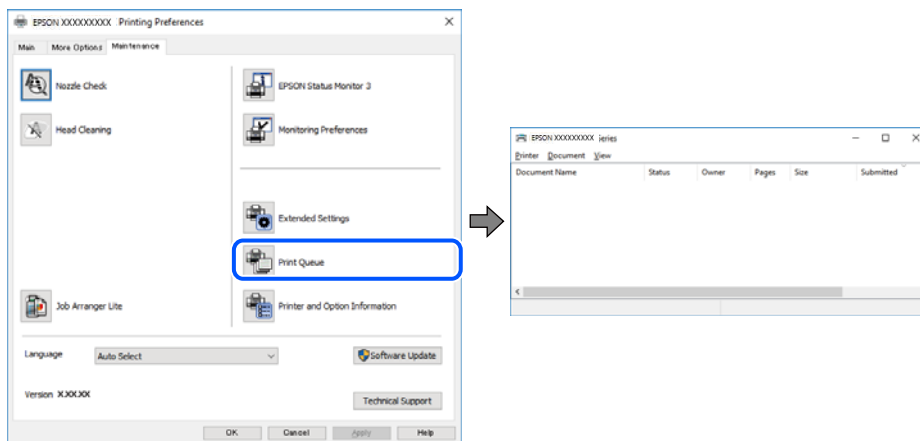 EPSON XXXXXXXXX Printing Preferences
Main More Options Maintenance
Nozzle Check
Head Cleaning
Job Arranger Lite
EPSON Status Monitor 3
Monitoring Preferences
Extended Settings
Print Queue
Printer and Option Information
Language Auto Select Software Update
Version X.XX.XX Technical Support
OK Cancel Apply Help
EPSON XXXXXXXXX ieries
Printer Document View
Document Name Status Owner Pages Size Submitted